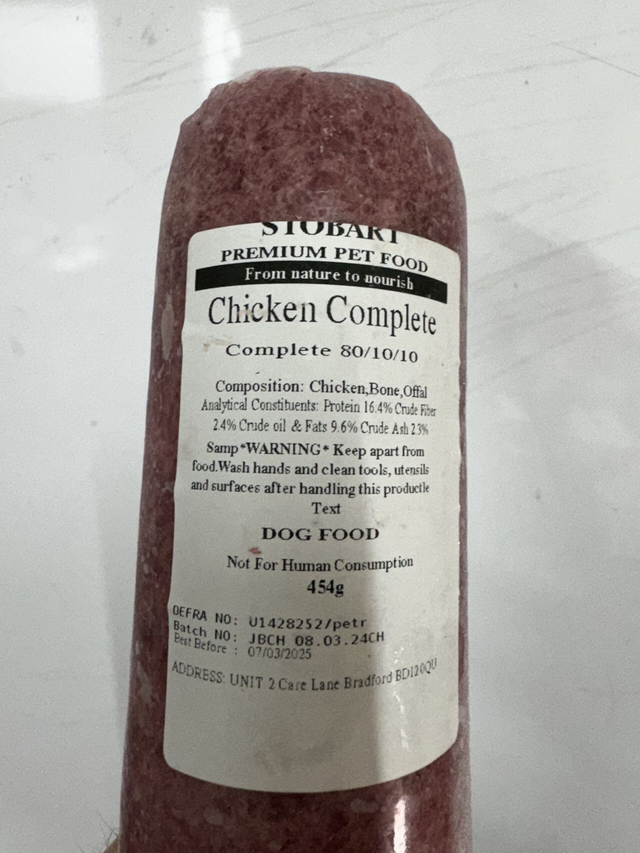 STOBART
PREMIUM PET FOOD
From nature to nourish
Chicken Complete
Complete 80/10/10
Composition: Chicken,Bone,Offal
Analytical Constituents: Protein 16.4% Crude Fiber
2.4% Crude oil & Fats 9.6% Crude Ash 2.3%
Samp*WARNING* Keep apart from
food.Wash hands and clean tools, utensils
and surfaces after handling this productle
Text
DOG FOOD
Not For Human Consumption
454g
DEFRA NO: U1428252/petr
Batch NO: JBCH 08.03.24CH
Best Before : 07/03/2025
ADDRESS: UNIT 2 Care Lane Bradford BD120QU